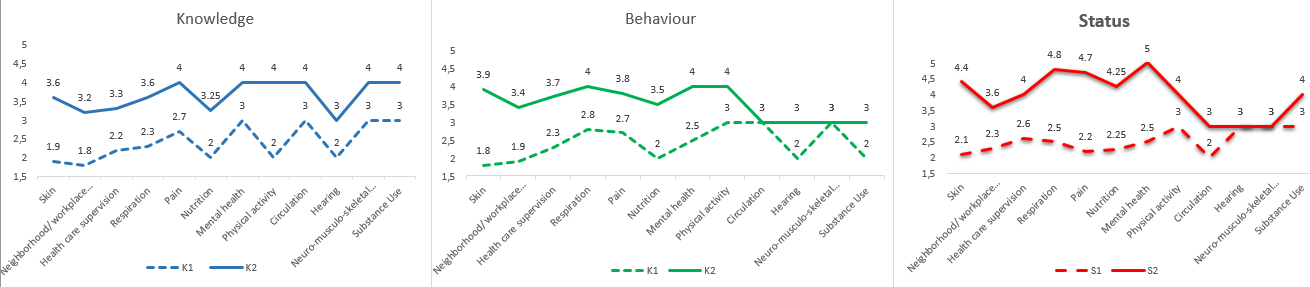 Knowledge
5
4,5
4
3,5
3
2,5
2
1,5
3.6
3.2
3.3
3.6
4
3.25
4
4
4
3
4
4
1.9
1.8
2.2
2.3
2.7
2
3
2
3
2
3
3
Skin
Neighborhood/ workplace...
Health care supervision
Respiration
Pain
Nutrition
Mental health
Physical activity
Circulation
Hearing
Neuro-musculo-skeletal...
Substance Use
K1 K2
Behaviour
5
4,5
4
3,5
3
2,5
2
1,5
3.9
3.4
3.7
4
3.8
3.5
4
4
3
3
3
3
1.8
1.9
2.3
2.8
2.7
2
2.5
3
2
2
Skin
Neighborhood/ workplace...
Health care supervision
Respiration
Pain
Nutrition
Mental health
Physical activity
Circulation
Hearing
Neuro-musculo-skeletal...
Substance Use
K1 K2
Status
5
4,5
4
3,5
3
2,5
2
1,5
4.4
3.6
4
4.8
4.7
4.25
5
4
3
3
3
4
2.1
2.3
2.6
2.5
2.2
2.25
2.5
3
2
3
Skin
Neighborhood/ workplace...
Health care supervision
Respiration
Pain
Nutrition
Mental health
Physical activity
Circulation
Hearing
Neuro-musculo-skeletal...
Substance Use
S1 S2